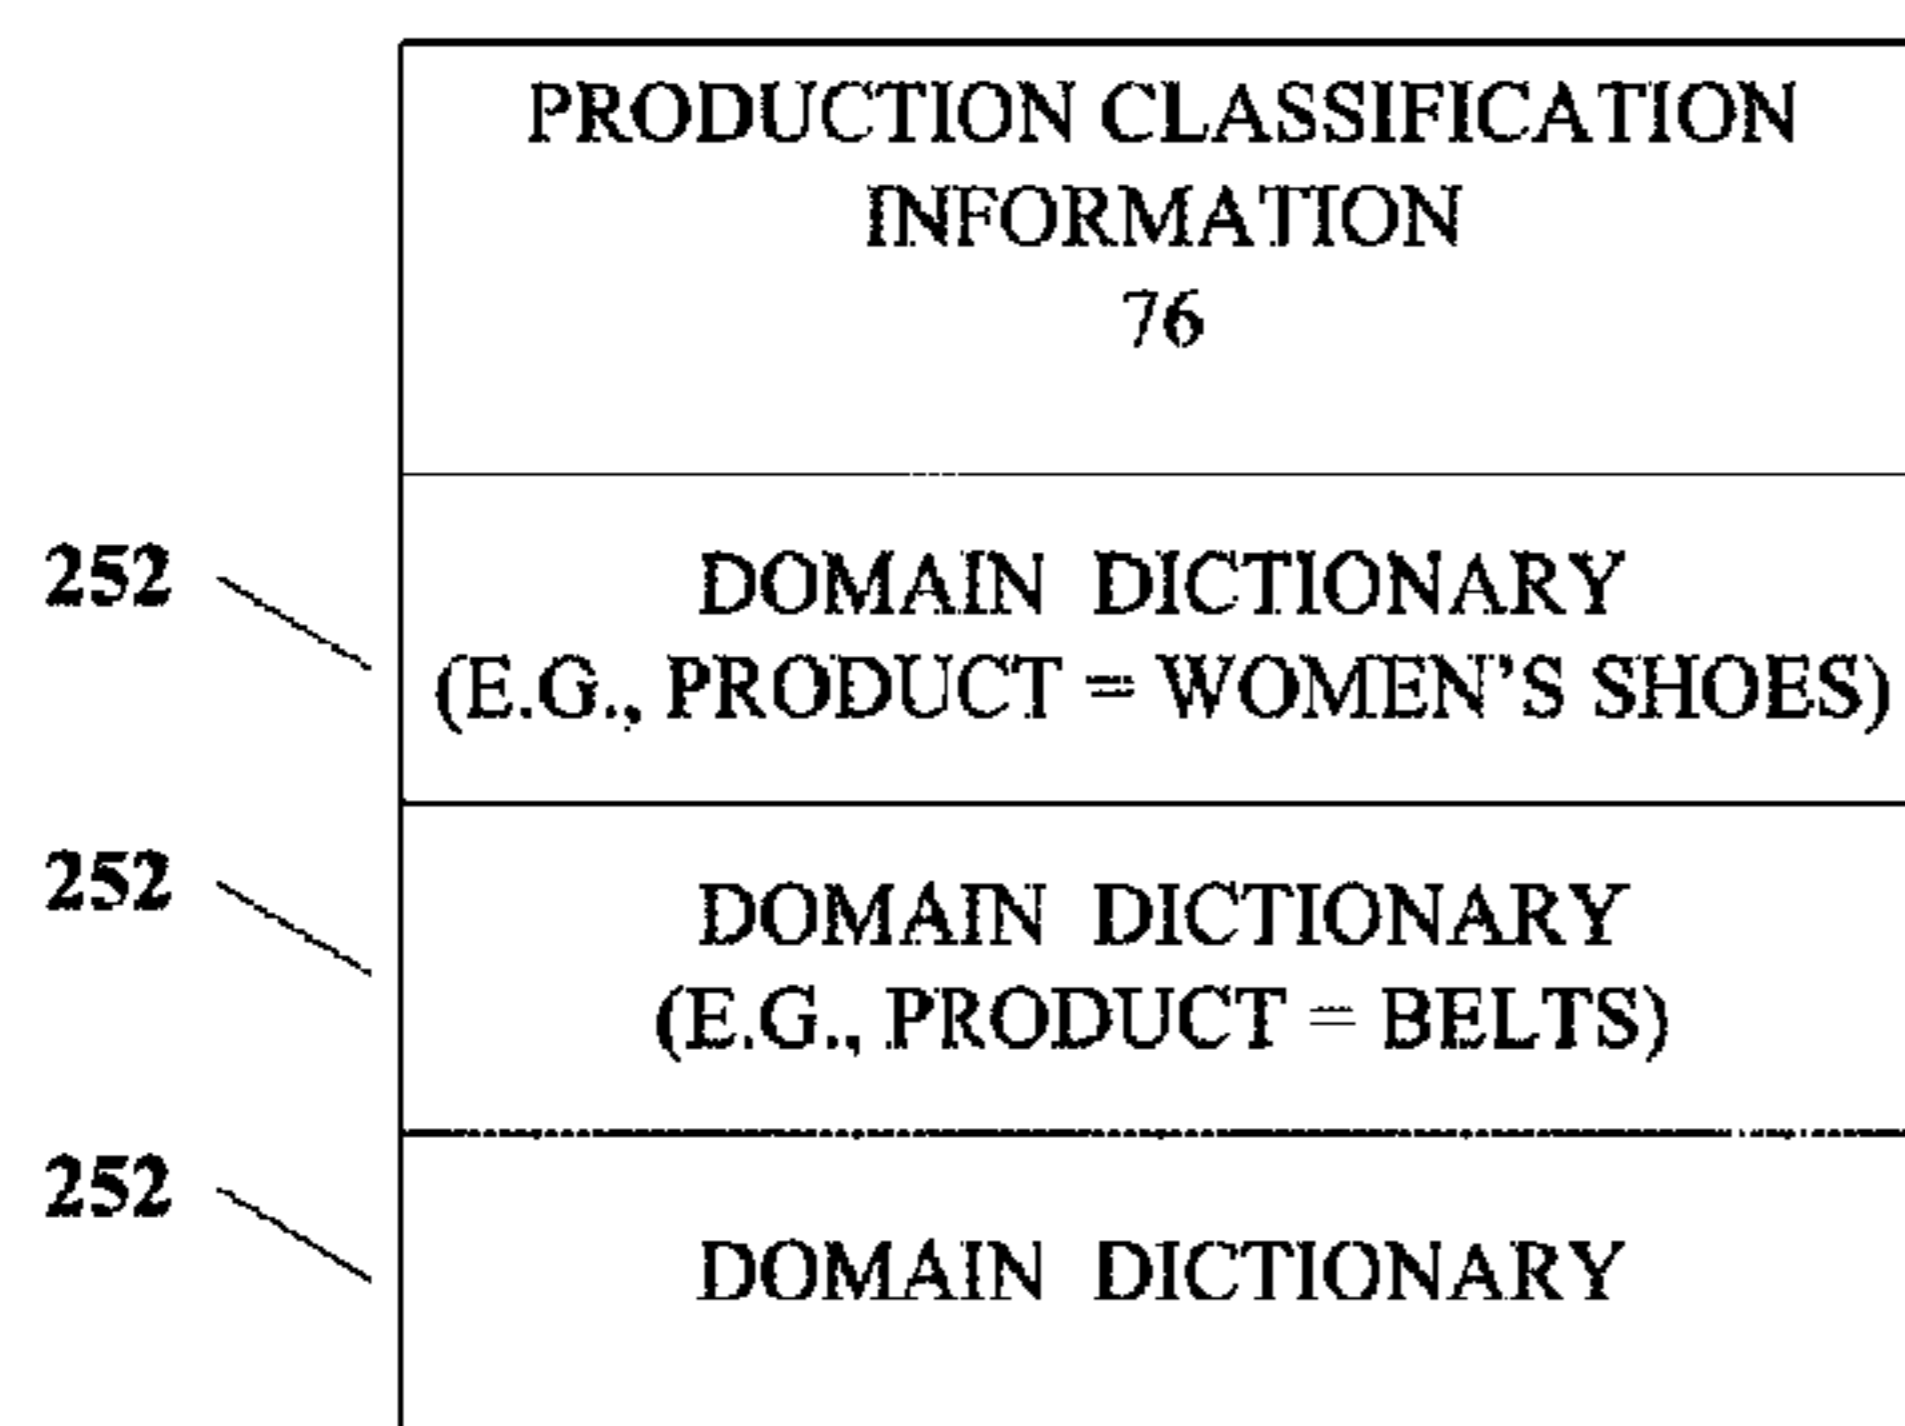 PRODUCTION CLASSIFICATION
INFORMATION
76
252
DOMAIN DICTIONARY
(E.G., PRODUCT = WOMEN'S SHOES)
252
DOMAIN DICTIONARY
(E.G., PRODUCT = BELTS)
252
DOMAIN DICTIONARY